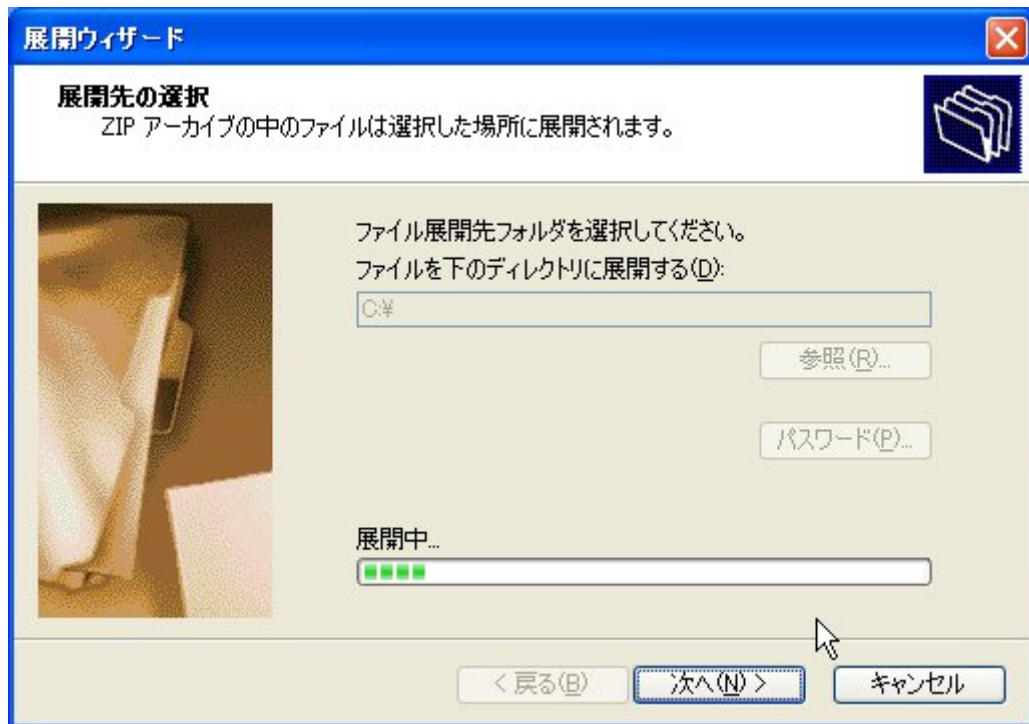 展開ウィザード
展開先の選択
ZIP アーカイブの中のファイルは選択した場所に展開されます。
ファイル展開先フォルダを選択してください。
ファイルを下のディレクトリに展開する(D):
C:¥
参照(R)...
パスワード(P)...
展開中...
< 戻る(B)
次へ(N) >
キャンセル